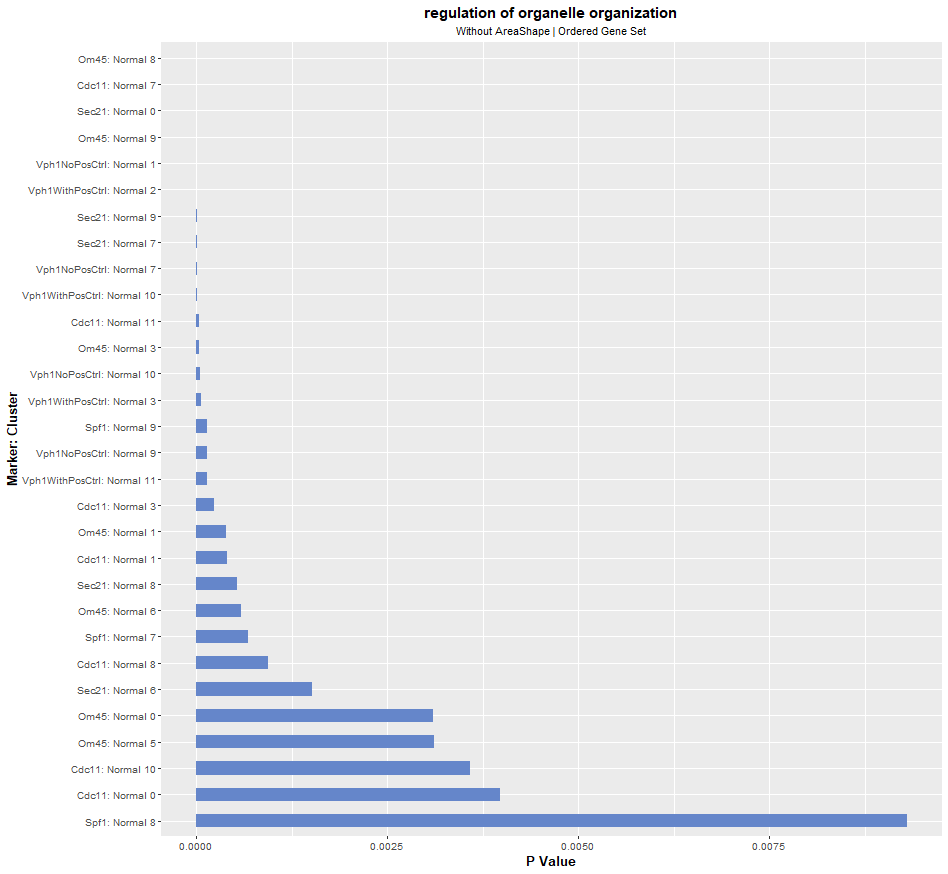 regulation of organelle organization
Without AreaShape | Ordered Gene Set
Marker: Cluster
Om45: Normal 8
Cdc11: Normal 7
Sec21: Normal 0
Om45: Normal 9
Vph1NoPosCtrl: Normal 1
Vph1WithPosCtrl: Normal 2
Sec21: Normal 9
Sec21: Normal 7
Vph1NoPosCtrl: Normal 7
Vph1WithPosCtrl: Normal 10
Cdc11: Normal 11
Om45: Normal 3
Vph1NoPosCtrl: Normal 10
Vph1WithPosCtrl: Normal 3
Spf1: Normal 9
Vph1NoPosCtrl: Normal 9
Vph1WithPosCtrl: Normal 11
Cdc11: Normal 3
Om45: Normal 1
Cdc11: Normal 1
Sec21: Normal 8
Om45: Normal 6
Spf1: Normal 7
Cdc11: Normal 8
Sec21: Normal 6
Om45: Normal 0
Om45: Normal 5
Cdc11: Normal 10
Cdc11: Normal 0
Spf1: Normal 8
0.0000 0.0025 0.0050 0.0075
P Value